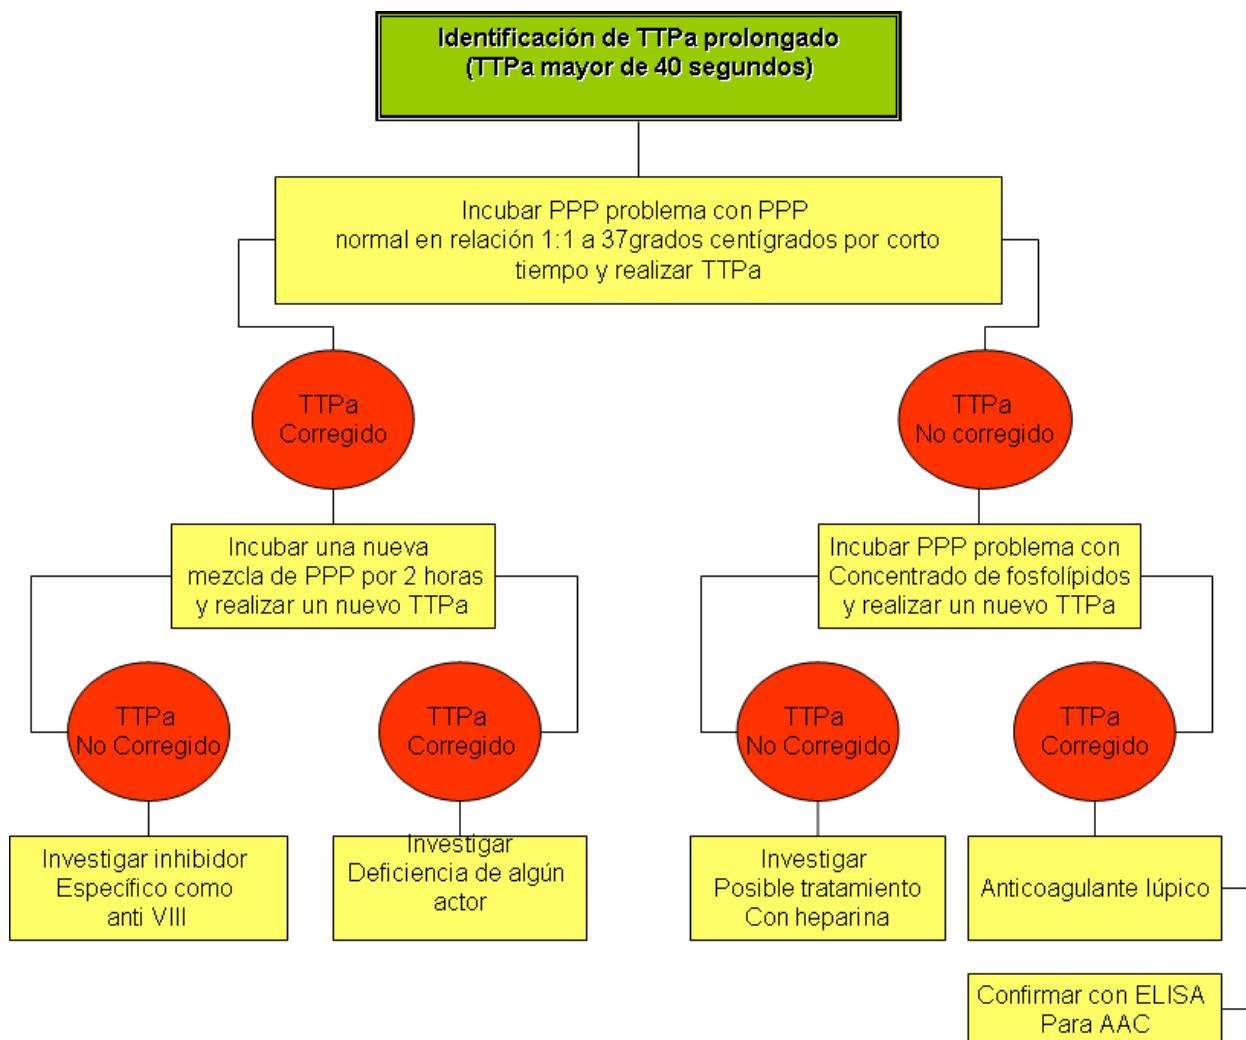 Identificación de TTPa prolongado
(TTPa mayor de 40 segundos)
Incubar PPP problema con PPP
normal en relación 1:1 a 37grados centígrados por corto
tiempo y realizar TTPa
TTPa
Corregido
TTPa
No corregido
Incubar una nueva
mezcla de PPP por 2 horas
y realizar un nuevo TTPa
Incubar PPP problema con
Concentrado de fosfolípidos
y realizar un nuevo TTPa
TTPa
No Corregido
TTPa
Corregido
TTPa
No Corregido
TTPa
Corregido
Investigar inhibidor
Específico como
anti VIII
Investigar
Deficiencia de algún
actor
Investigar
Posible tratamiento
Con heparina
Anticoagulante lúpico
Confirmar con ELISA
Para AAC